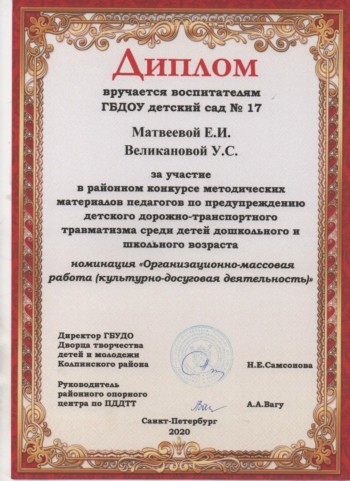 Диплом
вручается воспитателям
ГБДОУ детский сад № 17
Матвеевой Е.И.
Великановой У.С.
за участие
в районном конкурсе методических
материалов педагогов по предупреждению
детского дорожно-транспортного
травматизма среди детей дошкольного и
школьного возраста
номинация «Организационно-массовая
работа (культурно-досуговая деятельность)»
Директор ГБУДО
Дворца творчества
детей и молодежи
Колпинского района
Н.Е.Самсонова
Руководитель
районного опорного
центра по ПДДТТ
А.А.Вагу
Санкт-Петербург
2020